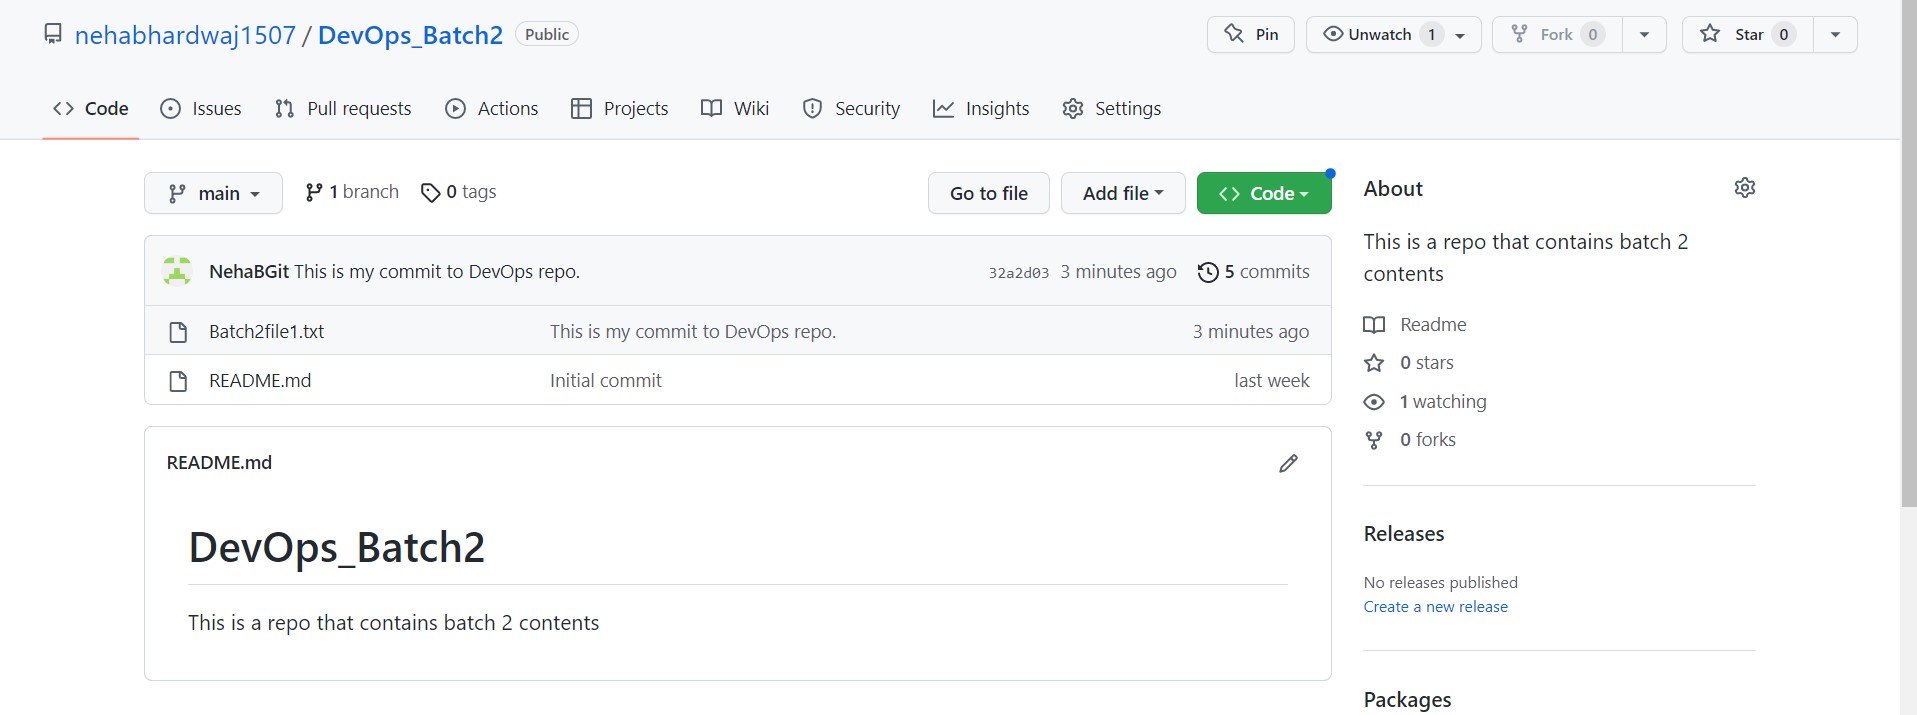 nehabhardwaj1507 / DevOps_Batch2 Public Pin Unwatch 1 Fork 0 Star 0
Code Issues Pull requests Actions Projects Wiki Security Insights Settings
main 1 branch 0 tags Go to file Add file Code
NehaBGit This is my commit to DevOps repo. 32a2d03 3 minutes ago 5 commits
Batch2file1.txt This is my commit to DevOps repo. 3 minutes ago
README.md Initial commit last week
README.md
DevOps_Batch2
This is a repo that contains batch 2 contents
About
This is a repo that contains batch 2
contents
Readme
0 stars
1 watching
0 forks
Releases
No releases published
Create a new release
Packages